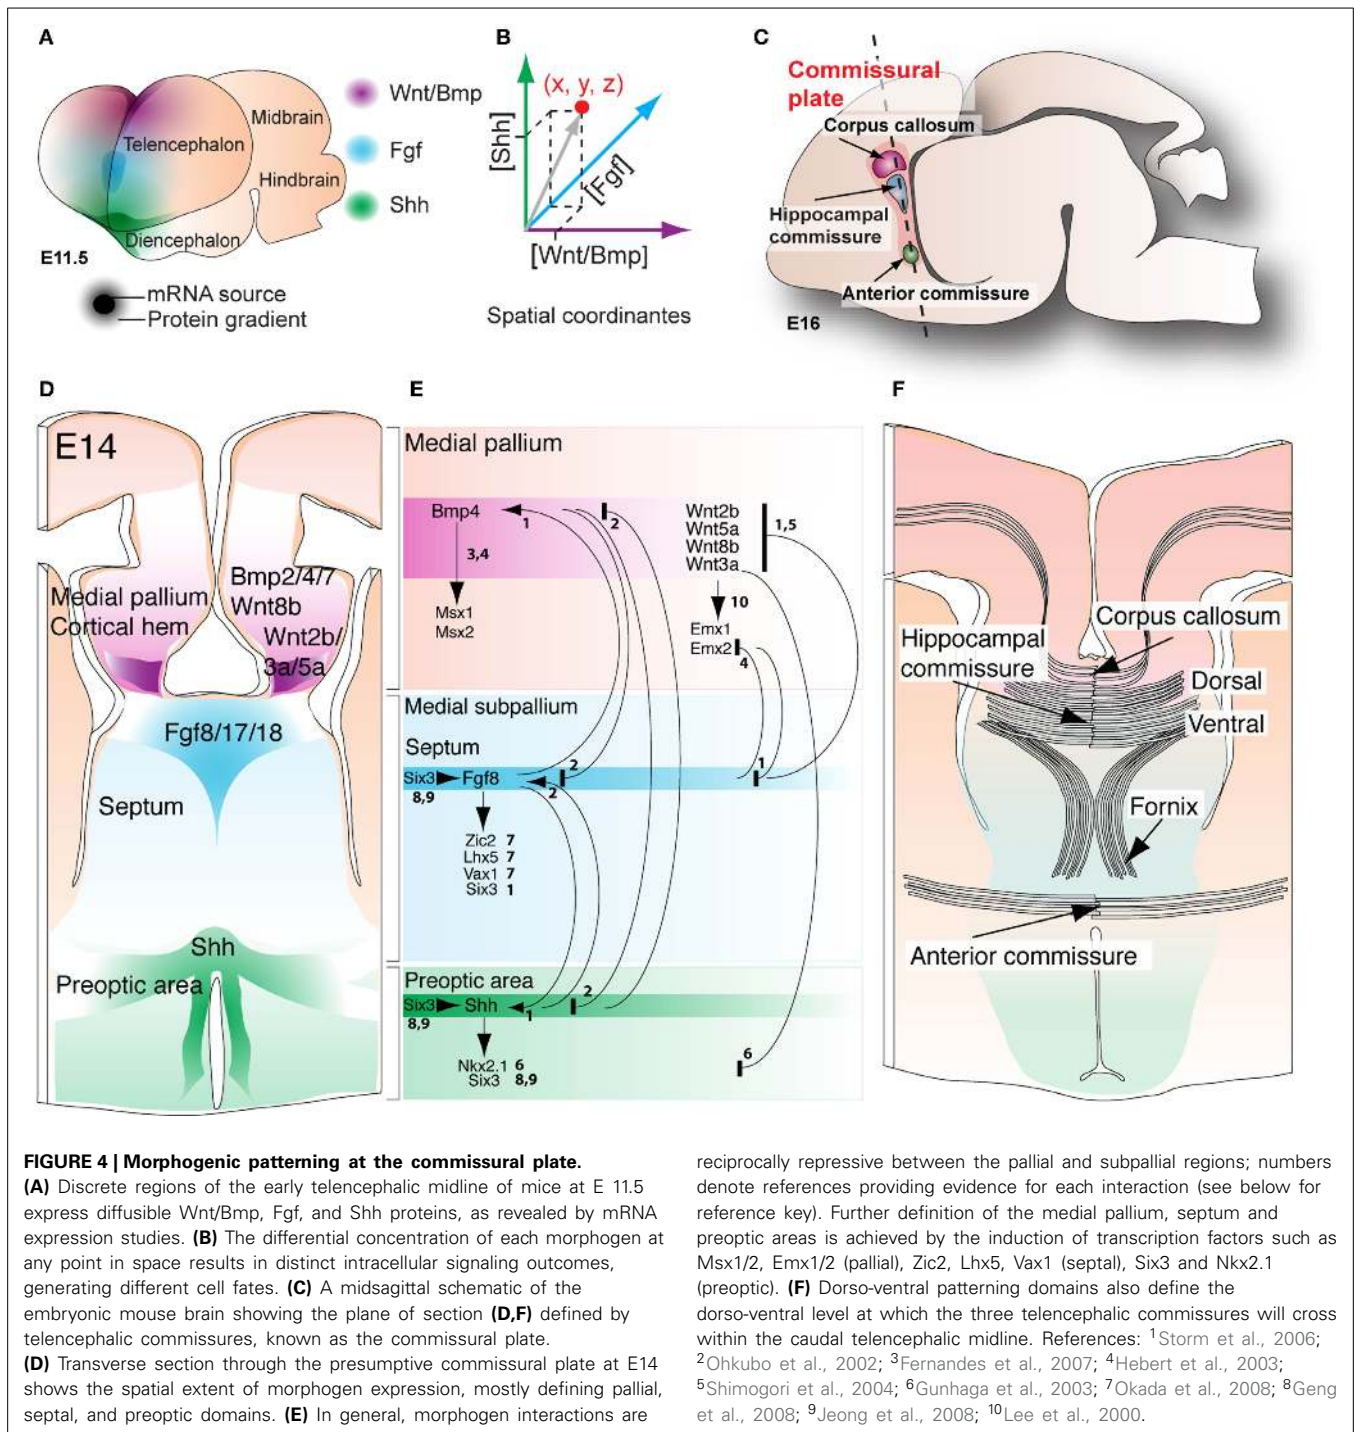 A
Wnt/Bmp
Fgf
Shh
Midbrain
Telencephalon
Hindbrain
Diencephalon
E11.5
mRNA source
Protein gradient
B
(x, y, z)
[Shh]
[Fgf]
[Wnt/Bmp]
Spatial coordinantes
C
Commissural
plate
Corpus callosum
Hippocampal
commissure
Anterior commissure
E16
D
E14
Bmp2/4/7
Medial pallium
Wnt8b
Cortical hem
Wnt2b/
3a/5a
Fgf8/17/18
Septum
Shh
Preoptic area
E
Medial pallium
Bmp4
1
2
Wnt2b
Wnt5a
Wnt8b
Wnt3a
1,5
3,4
10
Msx1
Msx2
Emx1
Emx2
4
Medial subpallium
Septum
Six3
Fgf8
2
2
1
8,9
Zic2 7
Lhx5 7
Vax1 7
Six3 1
Preoptic area
Six3
Shh
1
2
8,9
6
Nkx2.1 6
Six3 8,9
F
Corpus callosum
Hippocampal
commissure
Dorsal
Ventral
Fornix
Anterior commissure
FIGURE 4 | Morphogenic patterning at the commissural plate.
(A) Discrete regions of the early telencephalic midline of mice at E 11.5
express diffusible Wnt/Bmp, Fgf, and Shh proteins, as revealed by mRNA
expression studies. (B) The differential concentration of each morphogen at
any point in space results in distinct intracellular signaling outcomes,
generating different cell fates. (C) A midsagittal schematic of the
embryonic mouse brain showing the plane of section (D,F) defined by
telencephalic commissures, known as the commissural plate.
(D) Transverse section through the presumptive commissural plate at E14
shows the spatial extent of morphogen expression, mostly defining pallial,
septal, and preoptic domains. (E) In general, morphogen interactions are
reciprocally repressive between the pallial and subpallial regions; numbers
denote references providing evidence for each interaction (see below for
reference key). Further definition of the medial pallium, septum and
preoptic areas is achieved by the induction of transcription factors such as
Msx1/2, Emx1/2 (pallial), Zic2, Lhx5, Vax1 (septal), Six3 and Nkx2.1
(preoptic). (F) Dorso-ventral patterning domains also define the
dorso-ventral level at which the three telencephalic commissures will cross
within the caudal telencephalic midline. References: 1Storm et al., 2006;
2Ohkubo et al., 2002; 3Fernandes et al., 2007; 4Hebert et al., 2003;
5Shimogori et al., 2004; 6Gunhaga et al., 2003; 7Okada et al., 2008; 8Geng
et al., 2008; 9Jeong et al., 2008; 10Lee et al., 2000.